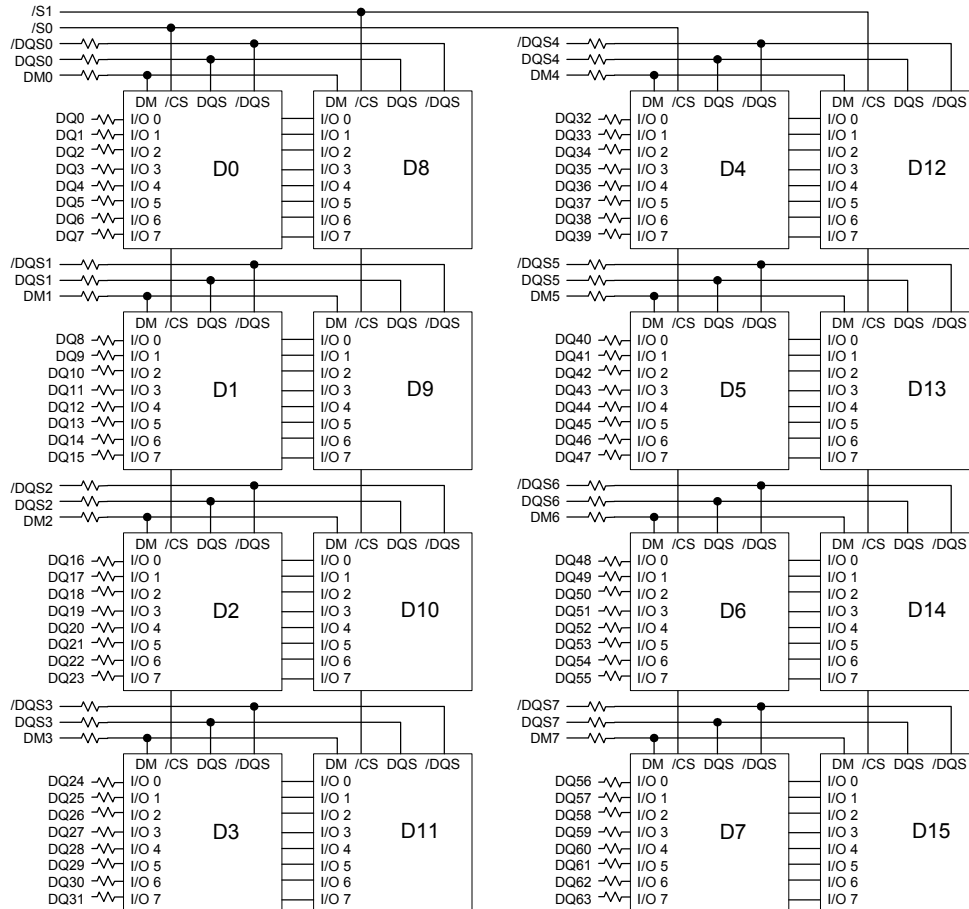 /S1
/S0
/DQS0
DQS0
DM0
DM /CS DQS /DQS
DM /CS DQS /DQS
DQ0 I/O 0 I/O 0
DQ1 I/O 1 I/O 1
DQ2 I/O 2 I/O 2
DQ3 I/O 3 I/O 3
DQ4 I/O 4 I/O 4
DQ5 I/O 5 I/O 5
DQ6 I/O 6 I/O 6
DQ7 I/O 7 I/O 7
D0
D8
/DQS4
DQS4
DM4
DM /CS DQS /DQS
DM /CS DQS /DQS
DQ32 I/O 0 I/O 0
DQ33 I/O 1 I/O 1
DQ34 I/O 2 I/O 2
DQ35 I/O 3 I/O 3
DQ36 I/O 4 I/O 4
DQ37 I/O 5 I/O 5
DQ38 I/O 6 I/O 6
DQ39 I/O 7 I/O 7
D4
D12
/DQS1
DQS1
DM1
DM /CS DQS /DQS
DM /CS DQS /DQS
DQ8 I/O 0 I/O 0
DQ9 I/O 1 I/O 1
DQ10 I/O 2 I/O 2
DQ11 I/O 3 I/O 3
DQ12 I/O 4 I/O 4
DQ13 I/O 5 I/O 5
DQ14 I/O 6 I/O 6
DQ15 I/O 7 I/O 7
D1
D9
/DQS5
DQS5
DM5
DM /CS DQS /DQS
DM /CS DQS /DQS
DQ40 I/O 0 I/O 0
DQ41 I/O 1 I/O 1
DQ42 I/O 2 I/O 2
DQ43 I/O 3 I/O 3
DQ44 I/O 4 I/O 4
DQ45 I/O 5 I/O 5
DQ46 I/O 6 I/O 6
DQ47 I/O 7 I/O 7
D5
D13
/DQS2
DQS2
DM2
DM /CS DQS /DQS
DM /CS DQS /DQS
DQ16 I/O 0 I/O 0
DQ17 I/O 1 I/O 1
DQ18 I/O 2 I/O 2
DQ19 I/O 3 I/O 3
DQ20 I/O 4 I/O 4
DQ21 I/O 5 I/O 5
DQ22 I/O 6 I/O 6
DQ23 I/O 7 I/O 7
D2
D10
/DQS6
DQS6
DM6
DM /CS DQS /DQS
DM /CS DQS /DQS
DQ48 I/O 0 I/O 0
DQ49 I/O 1 I/O 1
DQ50 I/O 2 I/O 2
DQ51 I/O 3 I/O 3
DQ52 I/O 4 I/O 4
DQ53 I/O 5 I/O 5
DQ54 I/O 6 I/O 6
DQ55 I/O 7 I/O 7
D6
D14
/DQS3
DQS3
DM3
DM /CS DQS /DQS
DM /CS DQS /DQS
DQ24 I/O 0 I/O 0
DQ25 I/O 1 I/O 1
DQ26 I/O 2 I/O 2
DQ27 I/O 3 I/O 3
DQ28 I/O 4 I/O 4
DQ29 I/O 5 I/O 5
DQ30 I/O 6 I/O 6
DQ31 I/O 7 I/O 7
D3
D11
/DQS7
DQS7
DM7
DM /CS DQS /DQS
DM /CS DQS /DQS
DQ56 I/O 0 I/O 0
DQ57 I/O 1 I/O 1
DQ58 I/O 2 I/O 2
DQ59 I/O 3 I/O 3
DQ60 I/O 4 I/O 4
DQ61 I/O 5 I/O 5
DQ62 I/O 6 I/O 6
DQ63 I/O 7 I/O 7
D7
D15